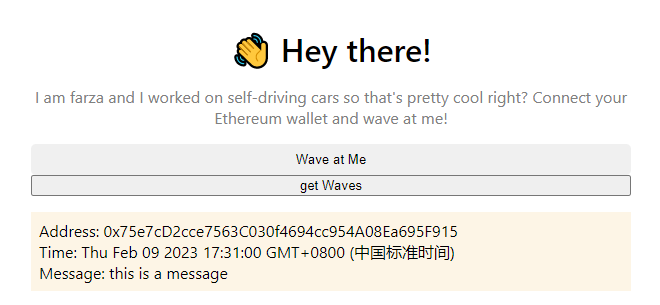 👋 Hey there!
I am farza and I worked on self-driving cars so that's pretty cool right? Connect your
Ethereum wallet and wave at me!
Wave at Me
get Waves
Address: 0x75e7cD2cce7563C030f4694cc954A08Ea695F915
Time: Thu Feb 09 2023 17:31:00 GMT+0800 (中国标准时间)
Message: this is a message